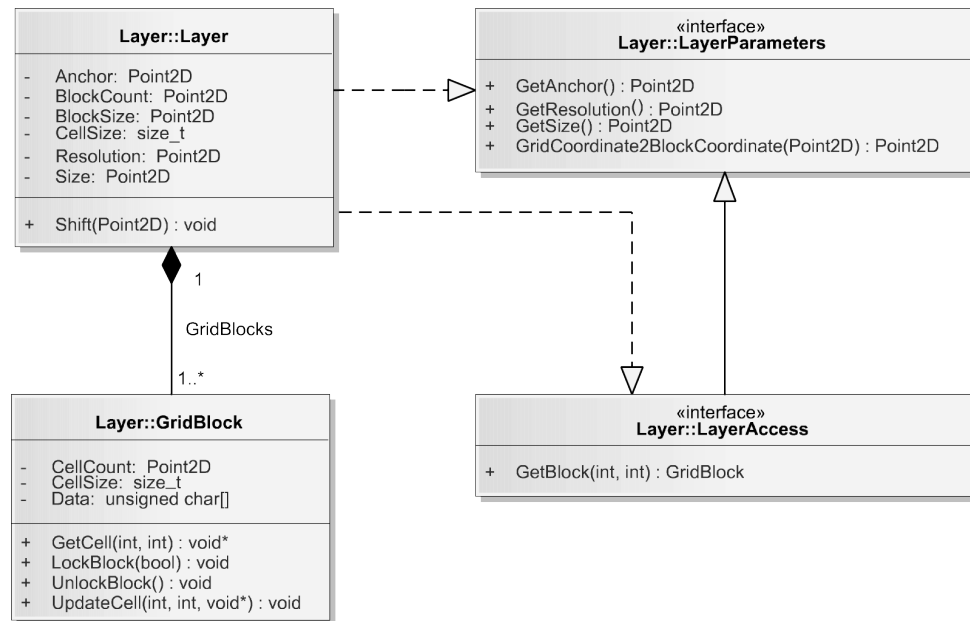 Layer::Layer
- Anchor: Point2D
- BlockCount: Point2D
- BlockSize: Point2D
- CellSize: size_t
- Resolution: Point2D
- Size: Point2D
+ Shift(Point2D) : void
«interface»
Layer::LayerParameters
+ GetAnchor() : Point2D
+ GetResolution() : Point2D
+ GetSize() : Point2D
+ GridCoordinate2BlockCoordinate(Point2D) : Point2D
1
GridBlocks
1..*
Layer::GridBlock
- CellCount: Point2D
- CellSize: size_t
- Data: unsigned char[]
+ GetCell(int, int) : void*
+ LockBlock(bool) : void
+ UnlockBlock() : void
+ UpdateCell(int, int, void*) : void
«interface»
Layer::LayerAccess
+ GetBlock(int, int) : GridBlock